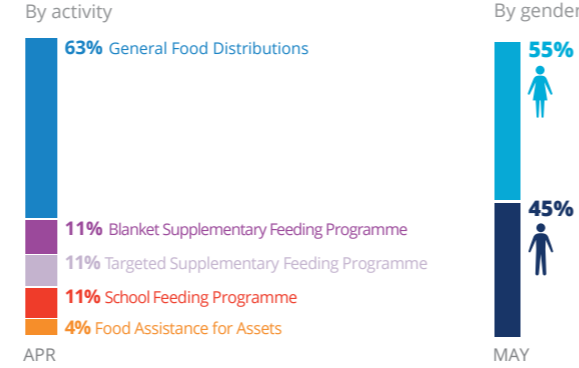 By activity
63% General Food Distributions
11% Blanket Supplementary Feeding Programme
11% Targeted Supplementary Feeding Programme
11% School Feeding Programme
4% Food Assistance for Assets
APR
By gender
55%
45%
MAY